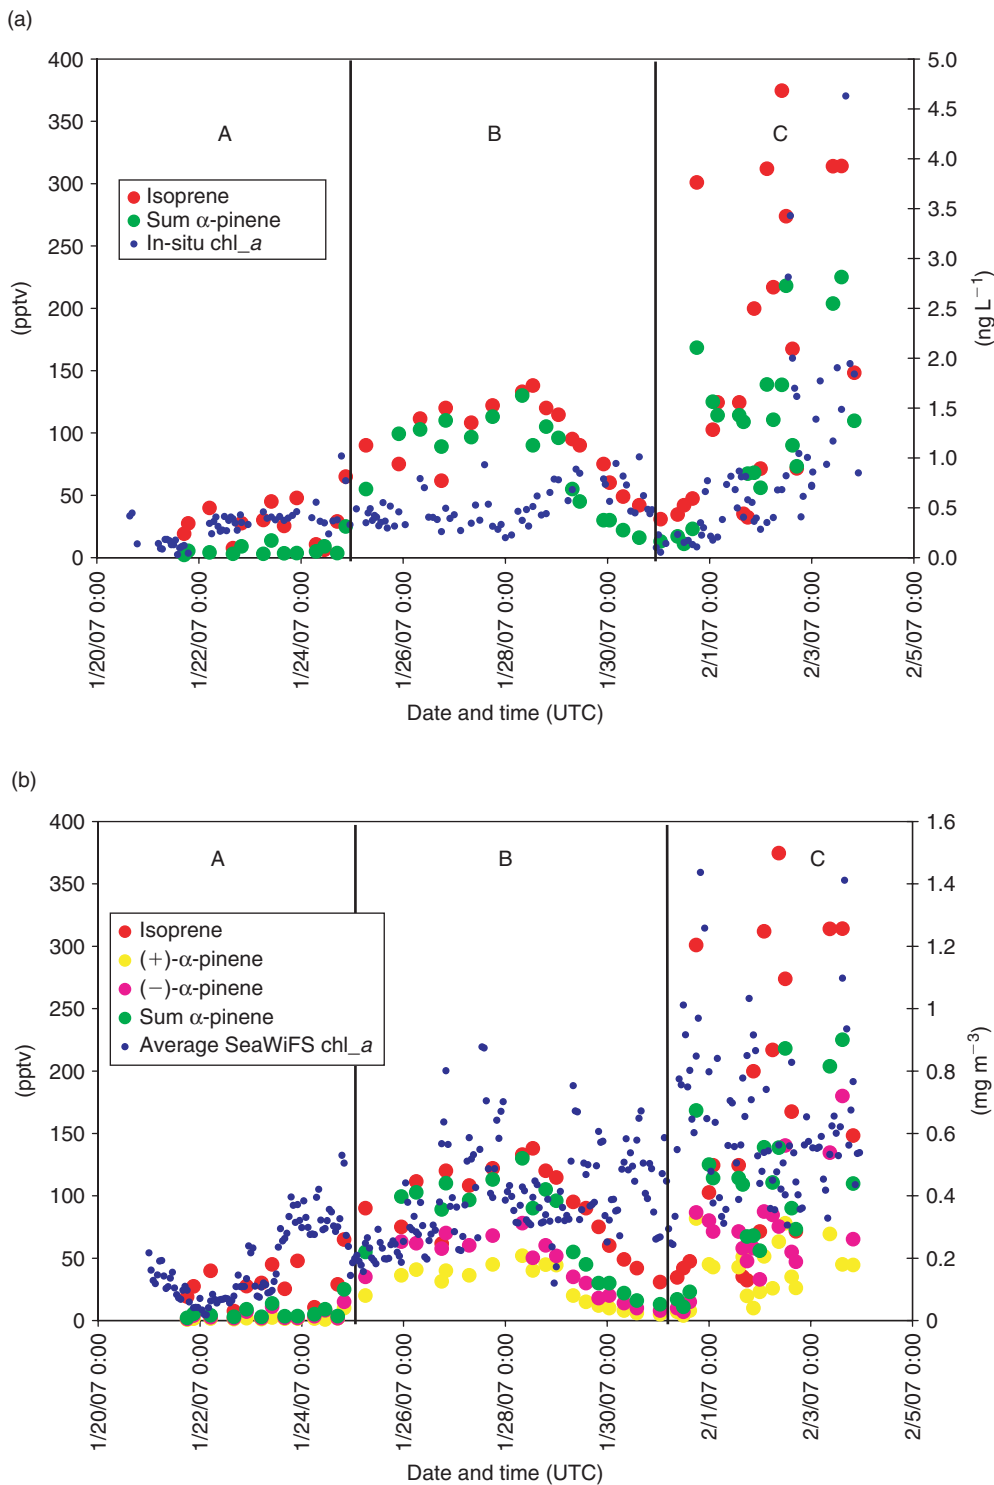 (a)
400
350
300
250
200
150
100
50
0
(pptv)
5.0
4.5
4.0
3.5
3.0
2.5
2.0
1.5
1.0
0.5
0.0
(ng L⁻¹)
A
B
C
Isoprene
Sum α-pinene
In-situ chl_a
1/20/07 0:00
1/22/07 0:00
1/24/07 0:00
1/26/07 0:00
1/28/07 0:00
1/30/07 0:00
2/1/07 0:00
2/3/07 0:00
2/5/07 0:00
Date and time (UTC)
(b)
400
350
300
250
200
150
100
50
0
(pptv)
1.6
1.4
1.2
1
0.8
0.6
0.4
0.2
0
(mg m⁻³)
A
B
C
Isoprene
(+)-α-pinene
(−)-α-pinene
Sum α-pinene
Average SeaWiFS chl_a
1/20/07 0:00
1/22/07 0:00
1/24/07 0:00
1/26/07 0:00
1/28/07 0:00
1/30/07 0:00
2/1/07 0:00
2/3/07 0:00
2/5/07 0:00
Date and time (UTC)